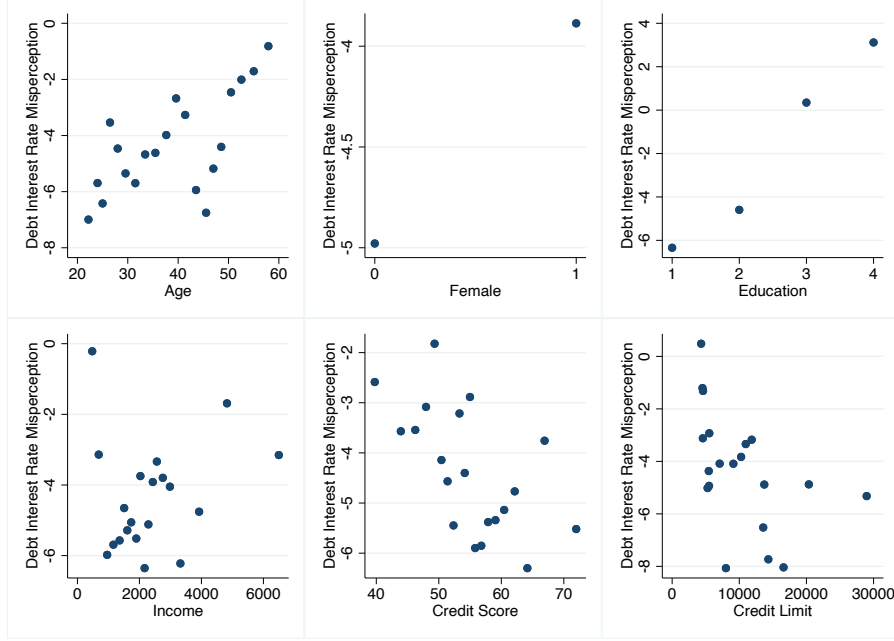 Debt Interest Rate Misperception
0
-2
-4
-6
-8
20 30 40 50 60
Age
Debt Interest Rate Misperception
-4
-4.5
-5
0 1
Female
Debt Interest Rate Misperception
4
2
0
-2
-4
-6
1 2 3 4
Education
Debt Interest Rate Misperception
0
-2
-4
-6
0 2000 4000 6000
Income
Debt Interest Rate Misperception
-2
-3
-4
-5
-6
40 50 60 70
Credit Score
Debt Interest Rate Misperception
0
-2
-4
-6
-8
0 10000 20000 30000
Credit Limit